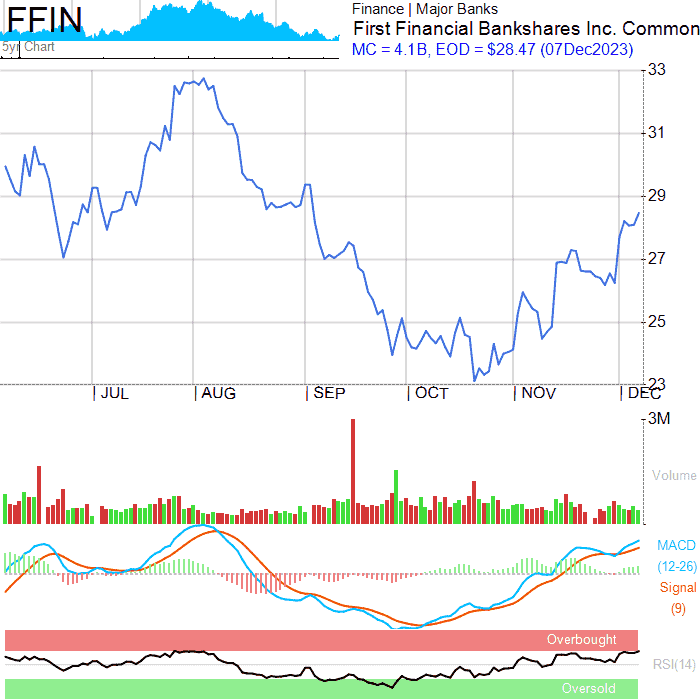 FFIN
5yr Chart
Finance | Major Banks
First Financial Bankshares Inc. Common
MC = 4.1B, EOD = $28.47 (07Dec2023)
33
31
29
27
25
23
| JUL | AUG | SEP | OCT | NOV | DEC
3M
Volume
MACD
(12-26)
Signal
(9)
Overbought
RSI(14)
Oversold